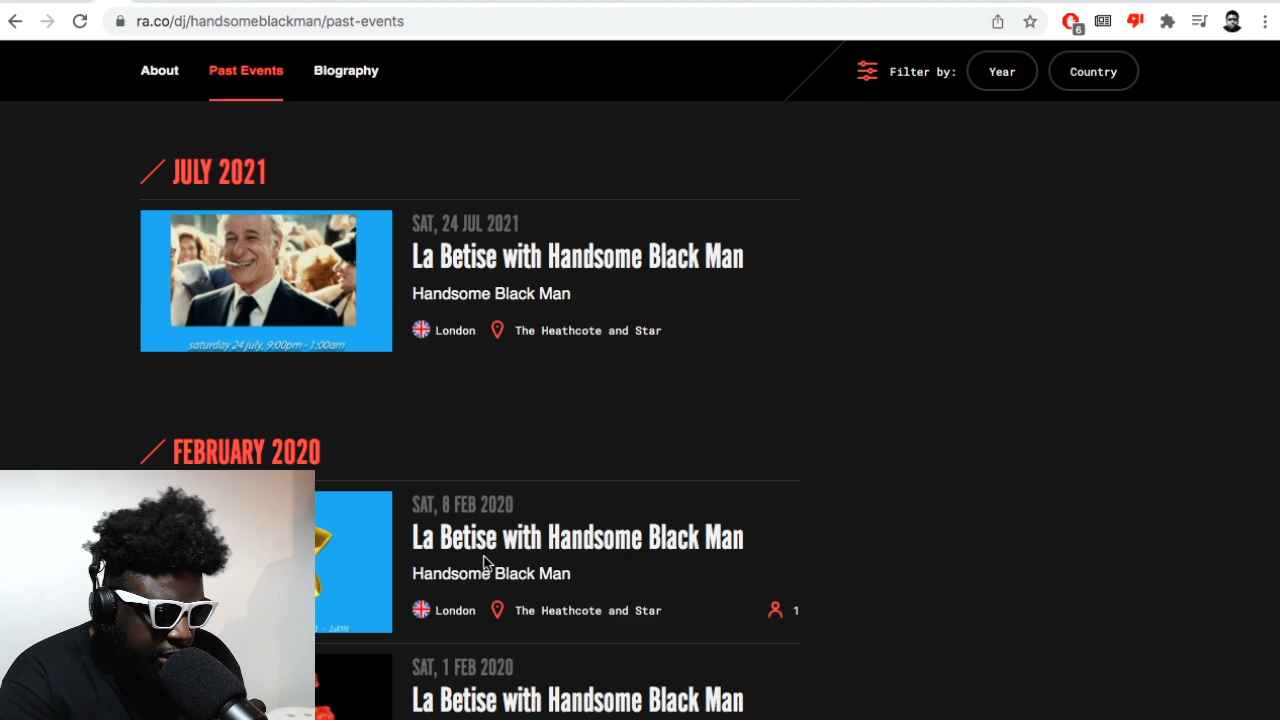 ra.co/dj/handsomeblackman/past-events
6
About Past Events Biography
Filter by: Year Country
JULY 2021
SAT, 24 JUL 2021
La Betise with Handsome Black Man
Handsome Black Man
London The Heathcote and Star
saturday 24 july, 9:00pm - 1:00am
FEBRUARY 2020
SAT, 8 FEB 2020
La Betise with Handsome Black Man
Handsome Black Man
London The Heathcote and Star 1
- 1am
SAT, 1 FEB 2020
La Betise with Handsome Black Man